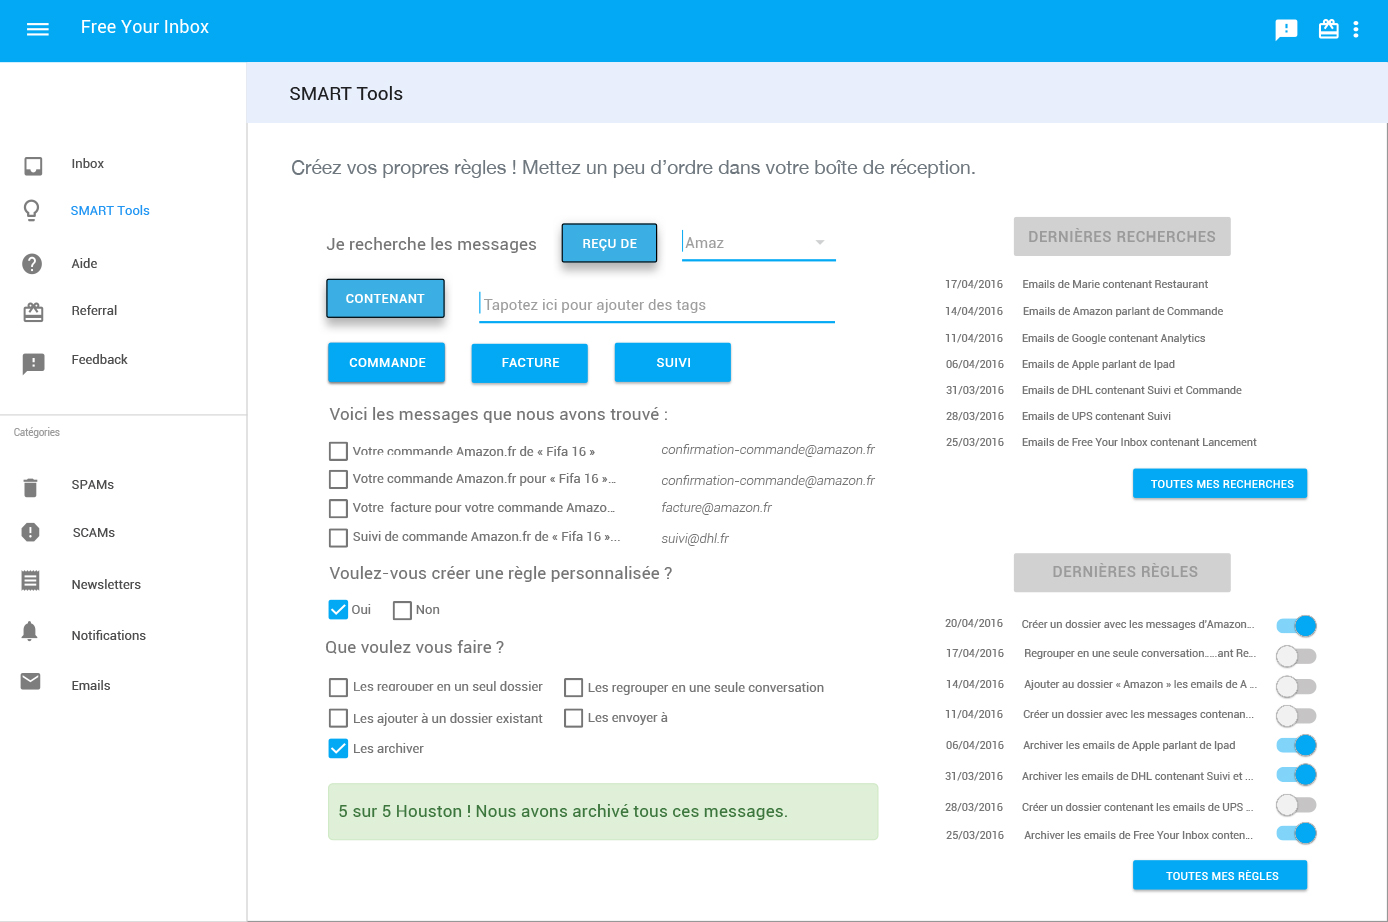 Free Your Inbox
SMART Tools
Inbox
SMART Tools
Aide
Referral
Feedback
Catégories
SPAMs
SCAMs
Newsletters
Notifications
Emails
Créez vos propres règles ! Mettez un peu d’ordre dans votre boîte de réception.
Je recherche les messages REÇU DE Amaz
CONTENANT Tapotez ici pour ajouter des tags
COMMANDE FACTURE SUIVI
Voici les messages que nous avons trouvé :
Votre commande Amazon.fr de « Fifa 16 » confirmation-commande@amazon.fr
Votre commande Amazon.fr pour « Fifa 16 »... confirmation-commande@amazon.fr
Votre facture pour votre commande Amazo... facture@amazon.fr
Suivi de commande Amazon.fr de « Fifa 16 »... suivi@dhl.fr
Voulez-vous créer une règle personnalisée ?
Oui Non
Que voulez vous faire ?
Les regrouper en un seul dossier Les regrouper en une seule conversation
Les ajouter à un dossier existant Les envoyer à
Les archiver
5 sur 5 Houston ! Nous avons archivé tous ces messages.
DERNIÈRES RECHERCHES
17/04/2016 Emails de Marie contenant Restaurant
14/04/2016 Emails de Amazon parlant de Commande
11/04/2016 Emails de Google contenant Analytics
06/04/2016 Emails de Apple parlant de Ipad
31/03/2016 Emails de DHL contenant Suivi et Commande
28/03/2016 Emails de UPS contenant Suivi
25/03/2016 Emails de Free Your Inbox contenant Lancement
TOUTES MES RECHERCHES
DERNIÈRES RÈGLES
20/04/2016 Créer un dossier avec les messages d’Amazon...
17/04/2016 Regrouper en une seule conversation.....ant Re...
14/04/2016 Ajouter au dossier « Amazon » les emails de A ...
11/04/2016 Créer un dossier avec les messages contenan...
06/04/2016 Archiver les emails de Apple parlant de Ipad
31/03/2016 Archiver les emails de DHL contenant Suivi et ...
28/03/2016 Créer un dossier contenant les emails de UPS ...
25/03/2016 Archiver les emails de Free Your Inbox conten...
TOUTES MES RÈGLES